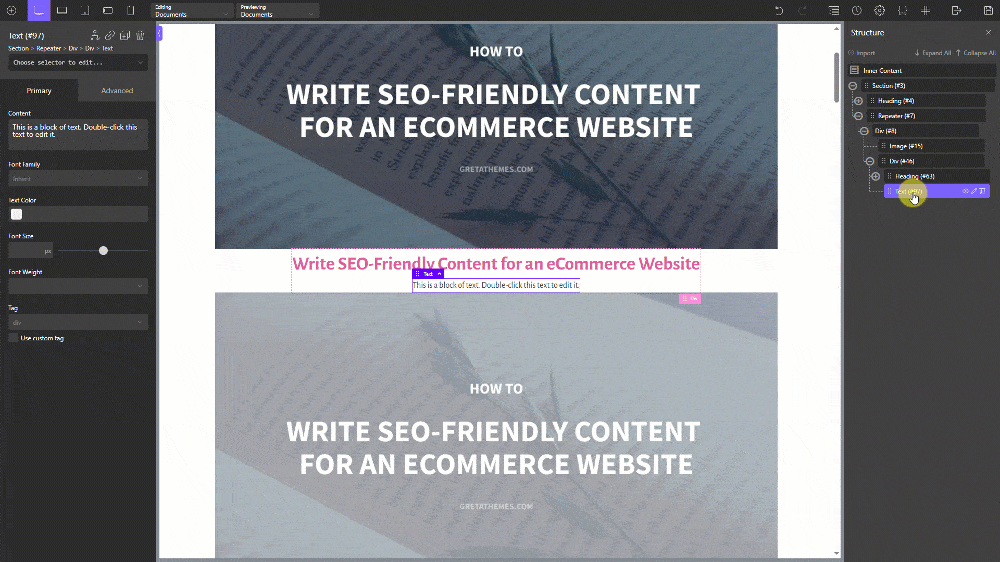 Editing
Documents
Previewing
Documents
Text (#97)
Section > Repeater > Div > Div > Text
Choose selector to edit...
Primary
Advanced
Content
This is a block of text. Double-click this
text to edit it.
Font Family
Inherit
Text Color
Font Size
px
Font Weight
Tag
div
Use custom tag
HOW TO
WRITE SEO-FRIENDLY CONTENT
FOR AN ECOMMERCE WEBSITE
GRETATHEMES.COM
Write SEO-Friendly Content for an eCommerce Website
Text
This is a block of text. Double-click this text to edit it.
HOW TO
WRITE SEO-FRIENDLY CONTENT
FOR AN ECOMMERCE WEBSITE
GRETATHEMES.COM
Structure
Import
Expand All
Collapse All
Inner Content
Section (#3)
Heading (#4)
Repeater (#7)
Div (#8)
Image (#15)
Div (#46)
Heading (#63)
Text (#97)